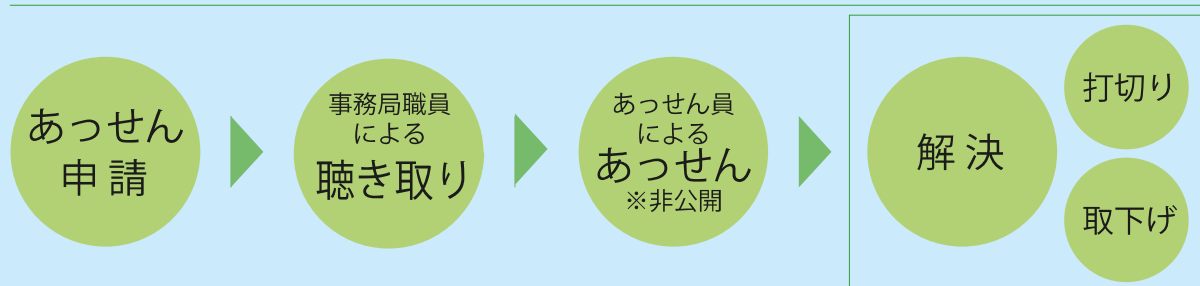 あっせん
申請
事務局職員
による
聴き取り
あっせん員
による
あっせん
※非公開
解決
打切り
取下げ